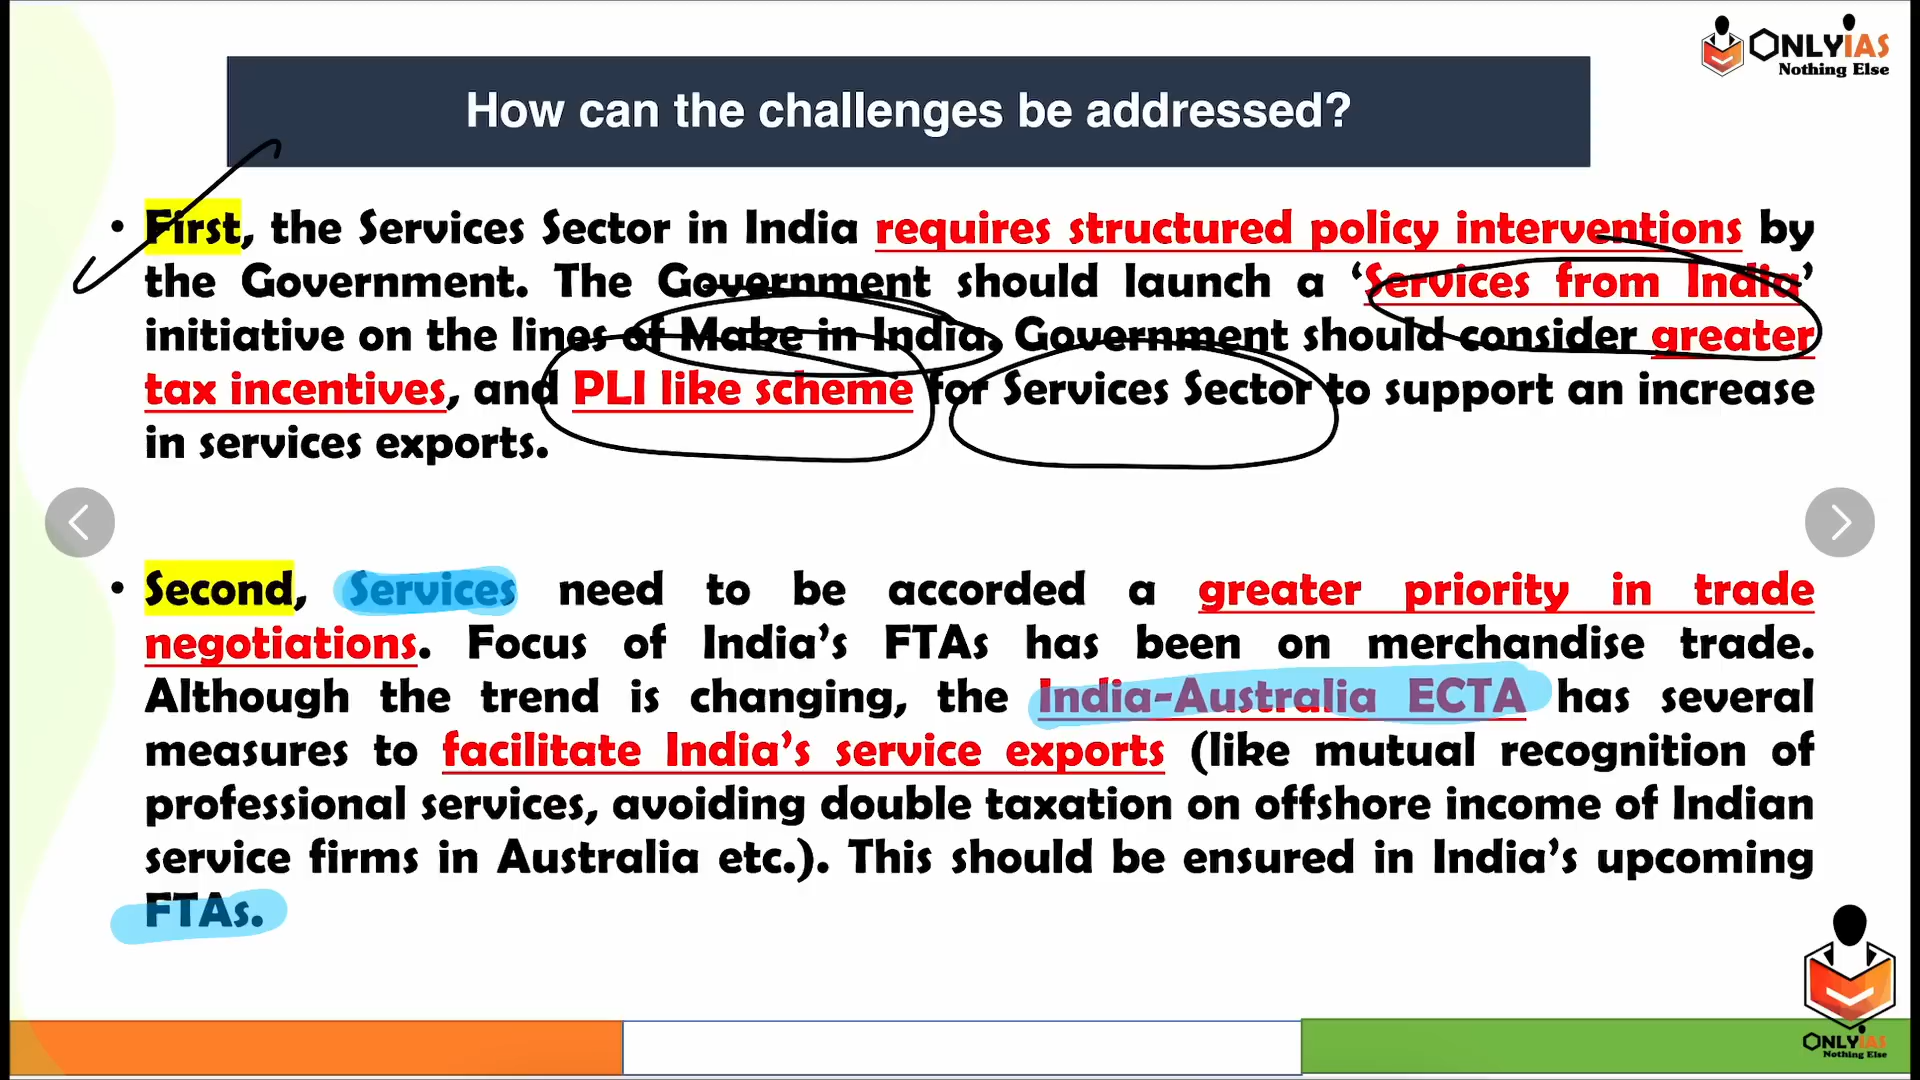 ONLYIAS
Nothing Else
How can the challenges be addressed?
• First, the Services Sector in India requires structured policy interventions by
the Government. The Government should launch a ‘Services from India’
initiative on the lines of Make in India. Government should consider greater
tax incentives, and PLI like scheme for Services Sector to support an increase
in services exports.
• Second, Services need to be accorded a greater priority in trade
negotiations. Focus of India’s FTAs has been on merchandise trade.
Although the trend is changing, the India-Australia ECTA has several
measures to facilitate India’s service exports (like mutual recognition of
professional services, avoiding double taxation on offshore income of Indian
service firms in Australia etc.). This should be ensured in India’s upcoming
FTAs.
ONLYIAS
Nothing Else